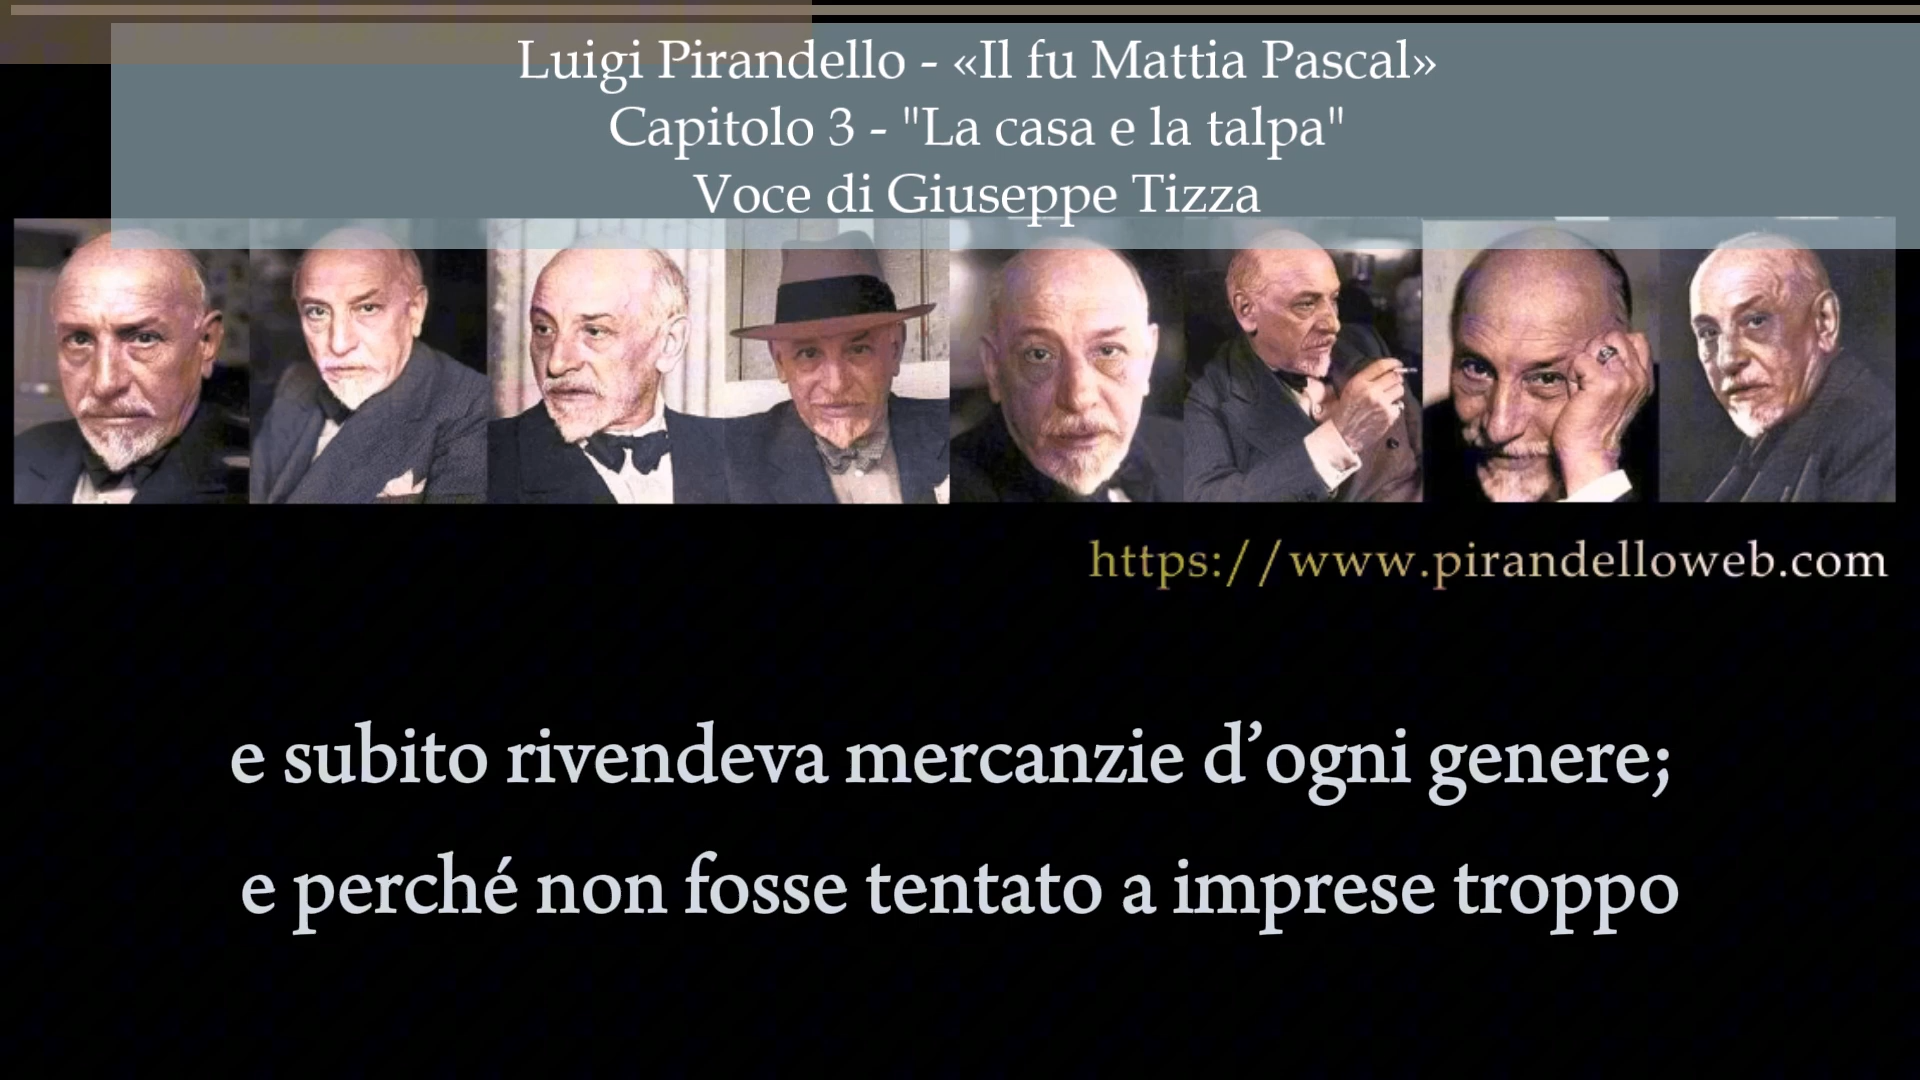 Luigi Pirandello - «Il fu Mattia Pascal»
Capitolo 3 - "La casa e la talpa"
Voce di Giuseppe Tizza
https://www.pirandelloweb.com
e subito rivendeva mercanzie d’ogni genere;
e perché non fosse tentato a imprese troppo